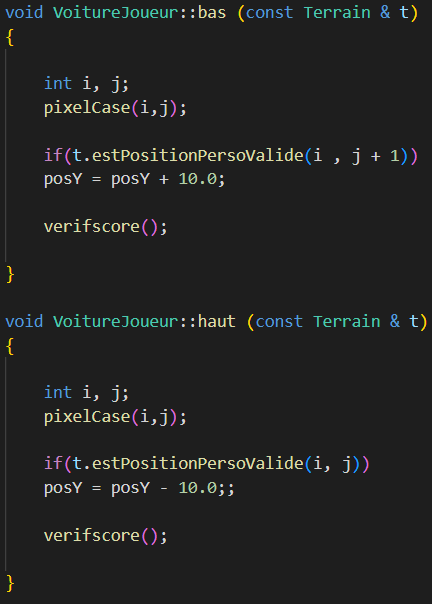 void VoitureJoueur::bas (const Terrain & t)
{
int i, j;
pixelCase(i,j);
if(t.estPositionPersoValide(i , j + 1))
posY = posY + 10.0;
verifscore();
}
void VoitureJoueur::haut (const Terrain & t)
{
int i, j;
pixelCase(i,j);
if(t.estPositionPersoValide(i, j))
posY = posY - 10.0;;
verifscore();
}